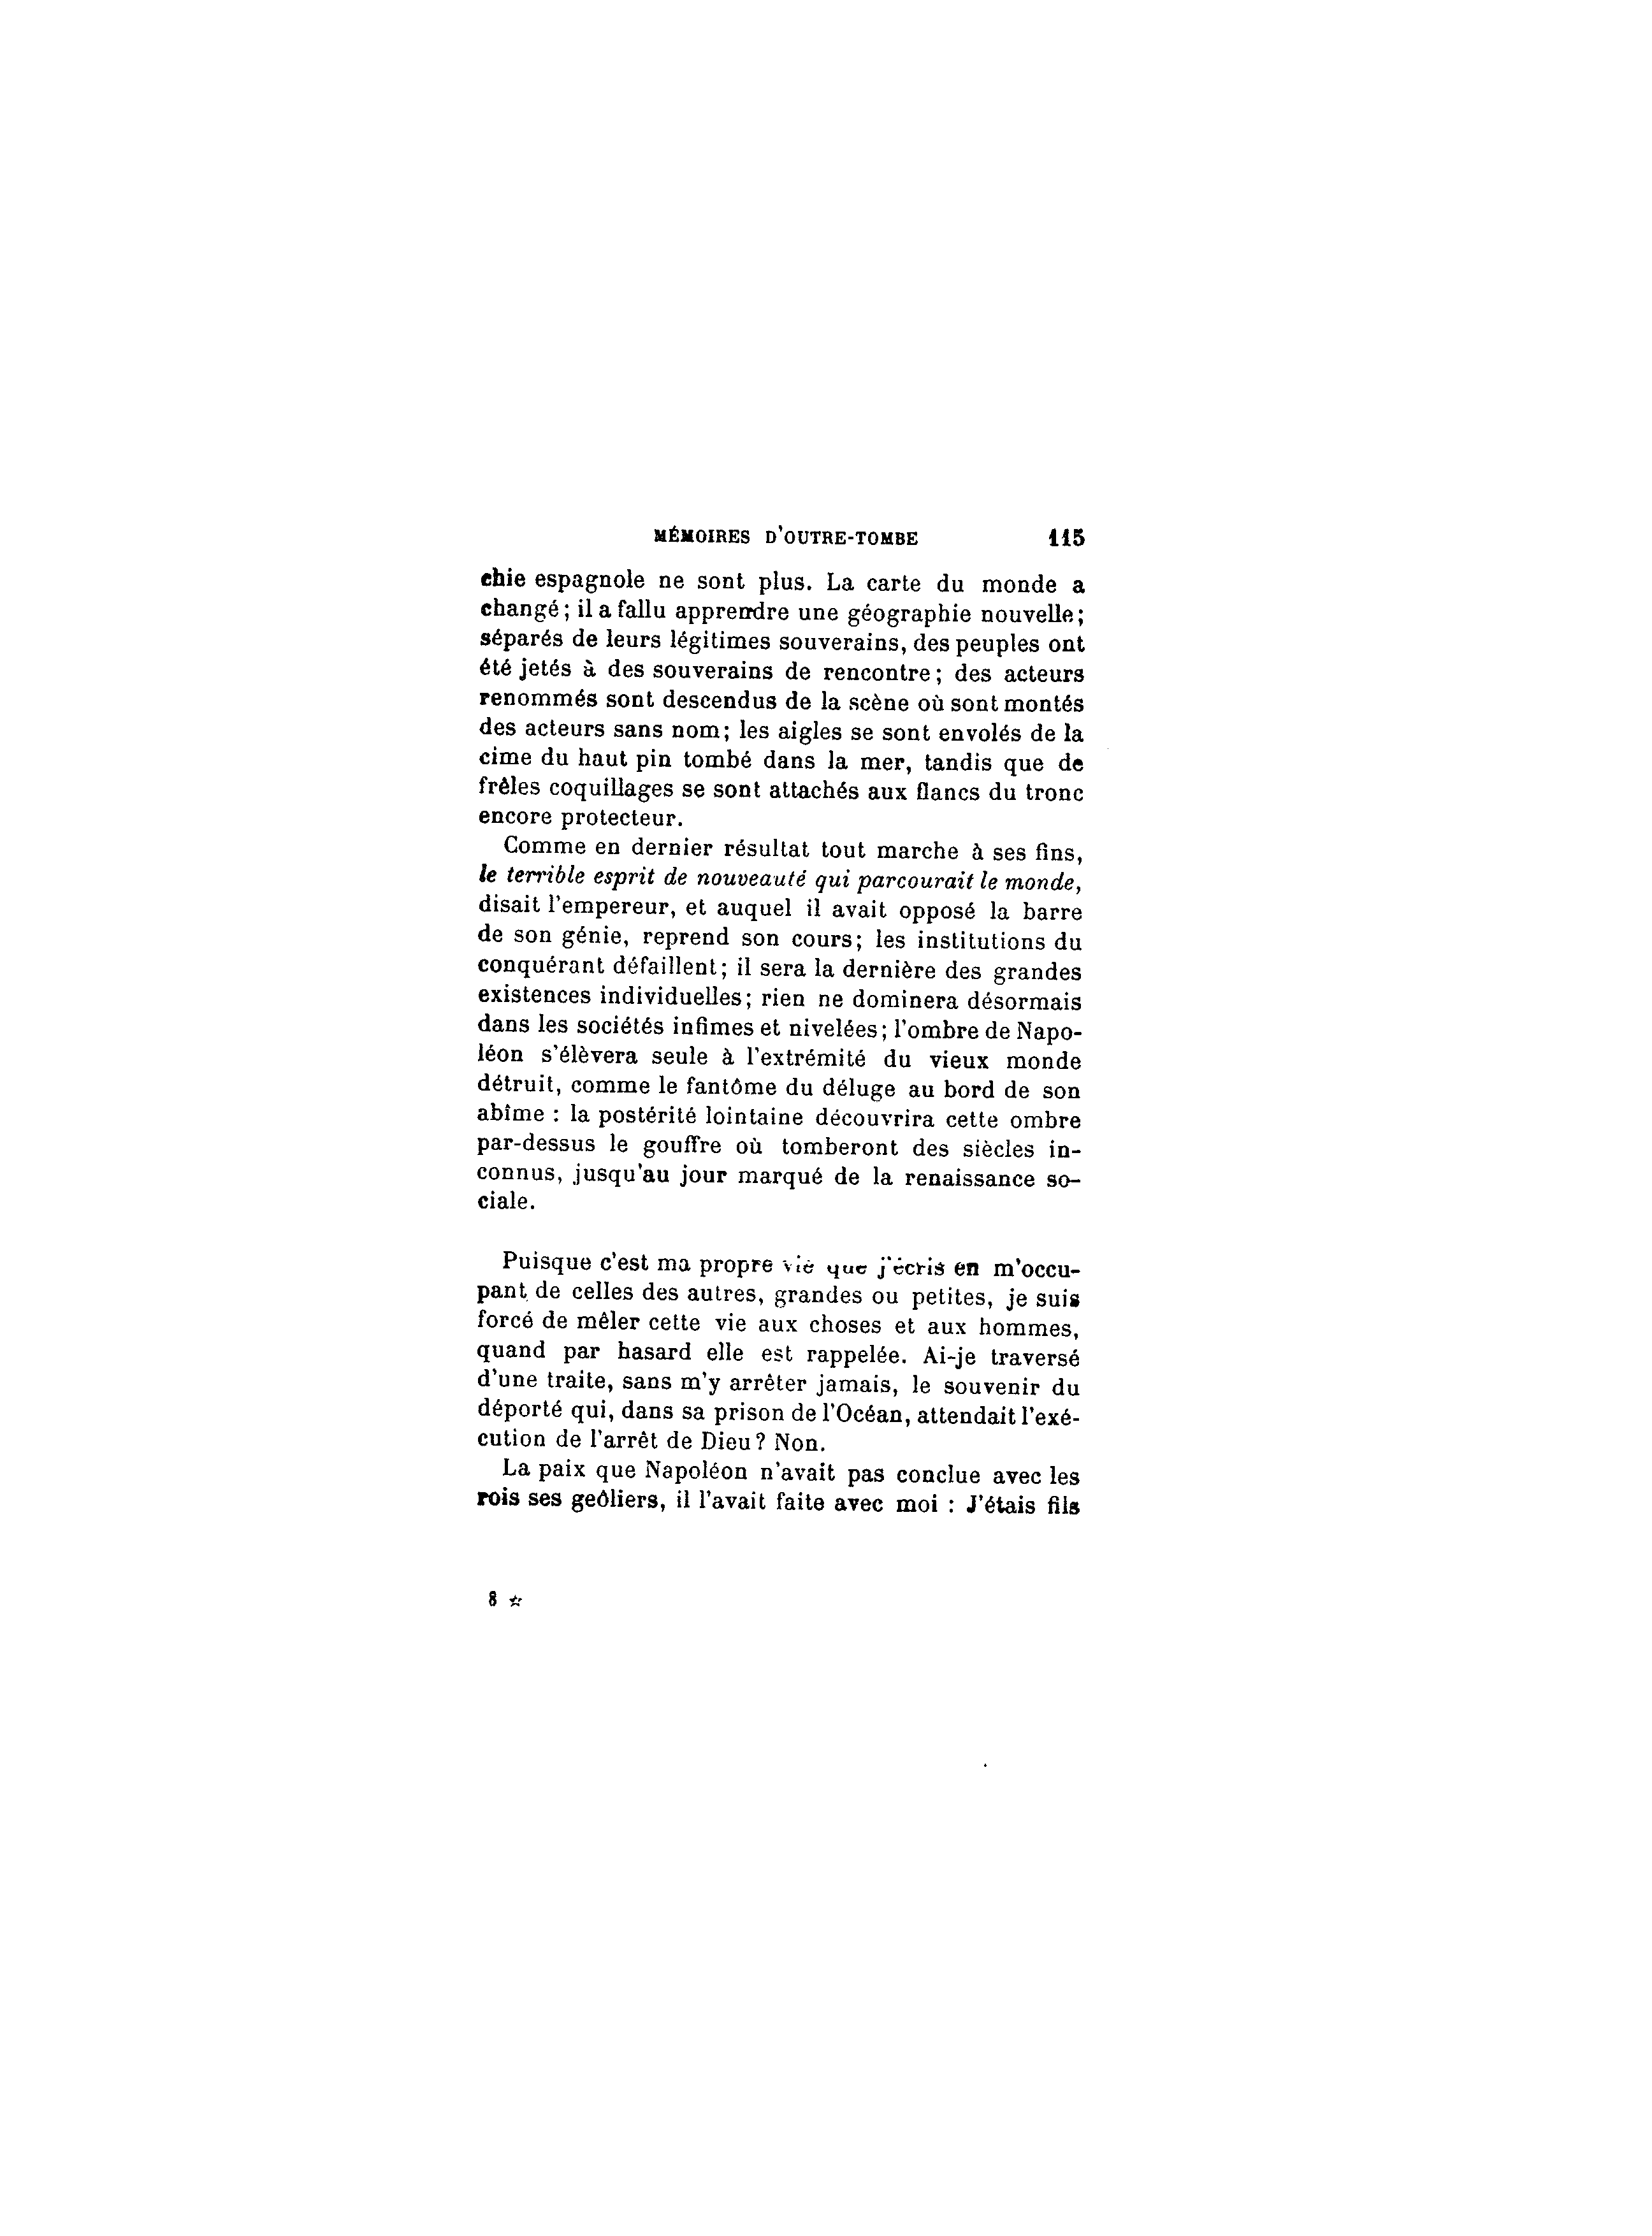 MÉMOIRES D'OUTRE-TOMBE 115
chie espagnole ne sont plus. La carte du monde a
changé; il a fallu apprendre une géographie nouvelle;
séparés de leurs légitimes souverains, des peuples ont
été jetés à des souverains de rencontre; des acteurs
renommés sont descendus de la scène où sont montés
des acteurs sans nom; les aigles se sont envolés de la
cime du haut pin tombé dans la mer, tandis que de
frêles coquillages se sont attachés aux flancs du tronc
encore protecteur.
Comme en dernier résultat tout marche à ses fins,
le terrible esprit de nouveauté qui parcourait le monde,
disait l'empereur, et auquel il avait opposé la barre
de son génie, reprend son cours; les institutions du
conquérant défaillent; il sera la dernière des grandes
existences individuelles; rien ne dominera désormais
dans les sociétés infimes et nivelées; l'ombre de Napo-
léon s'élèvera seule à l'extrémité du vieux monde
détruit, comme le fantôme du déluge au bord de son
abîme : la postérité lointaine découvrira cette ombre
par-dessus le gouffre où tomberont des siècles in-
connus, jusqu'au jour marqué de la renaissance so-
ciale.
Puisque c'est ma propre vie que j'écris en m'occu-
pant de celles des autres, grandes ou petites, je suis
forcé de mêler cette vie aux choses et aux hommes,
quand par hasard elle est rappelée. Ai-je traversé
d'une traite, sans m'y arrêter jamais, le souvenir du
déporté qui, dans sa prison de l'Océan, attendait l'exé-
cution de l'arrêt de Dieu? Non.
La paix que Napoléon n'avait pas conclue avec les
rois ses geôliers, il l'avait faite avec moi : J'étais fils
8 ☆